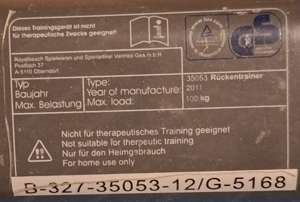 Dieses Trainingsgerät ist nicht
für therapeutische Zwecke geeignet!
Royalbeach Spielwaren und Sportartikel Vertriebs Ges.m.b.H
Postfach 37
A-5110 Oberndorf
Typ Type: 35053 Rückentrainer
Baujahr Year of manufacture: 2011
Max. Belastung Max. load: 100 kg
Nicht für therapeutisches Training geeignet
Not suitable for therpeutic training
Nur für den Heimgebrauch
For home use only
B-327-35053-12/G-5168